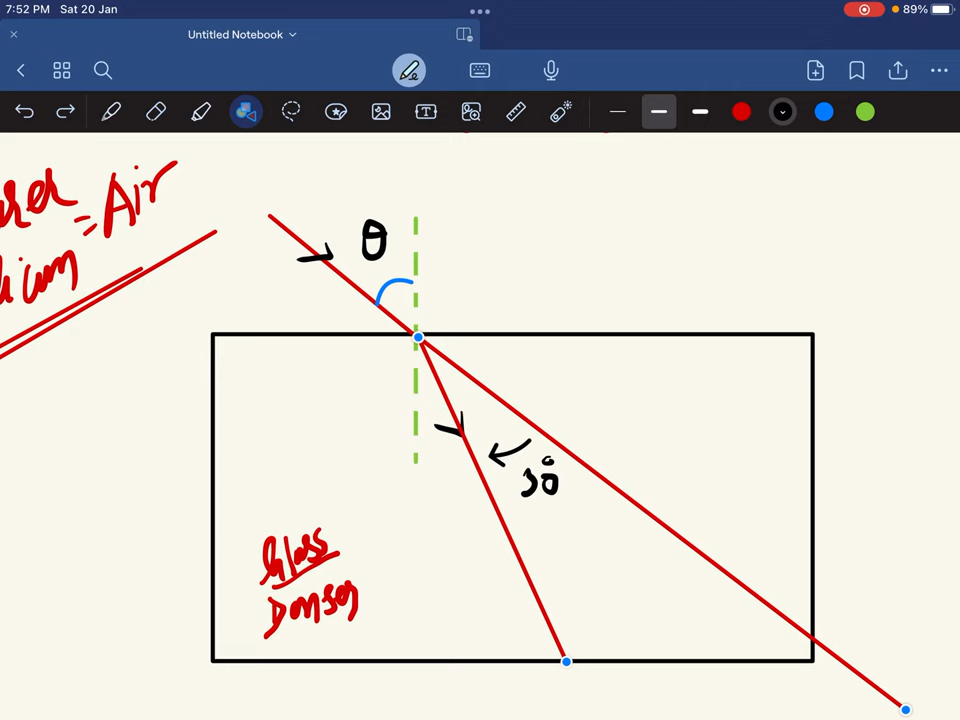 7:52 PM Sat 20 Jan
89%
Untitled Notebook
= Air
θ
30°
Glass
Denser